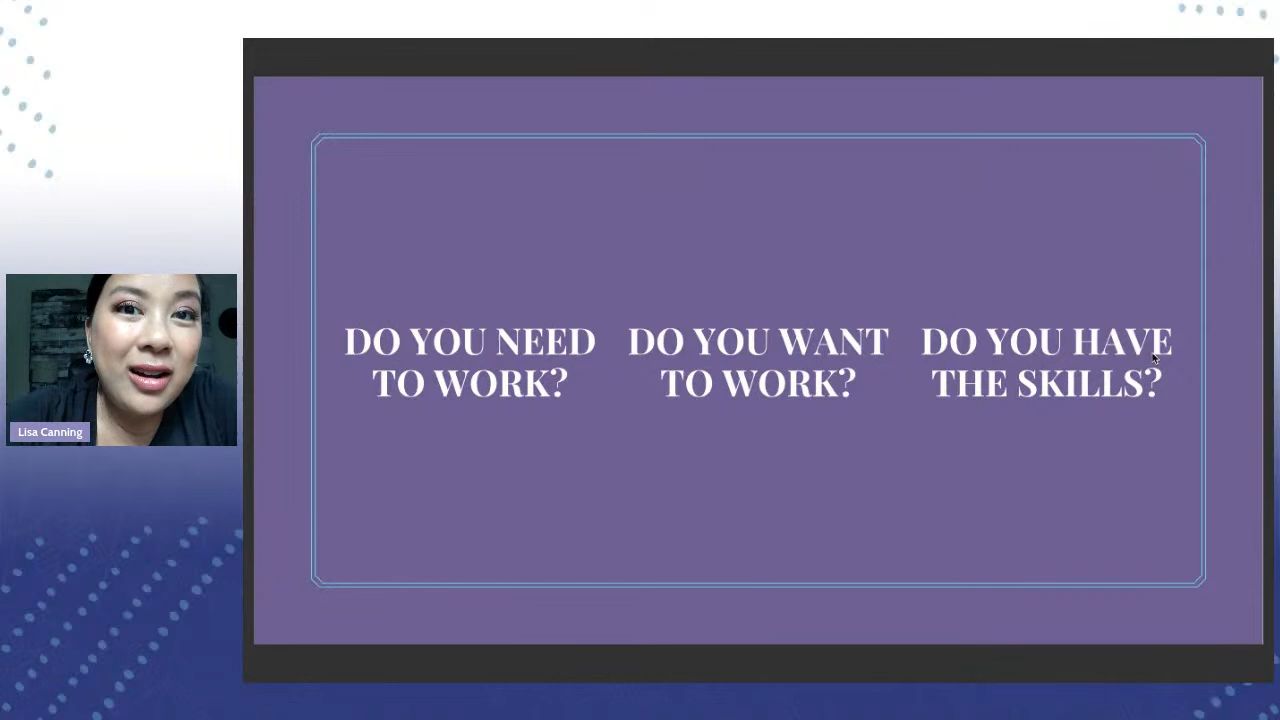 DO YOU NEED
TO WORK?
DO YOU WANT
TO WORK?
DO YOU HAVE
THE SKILLS?
Lisa Canning